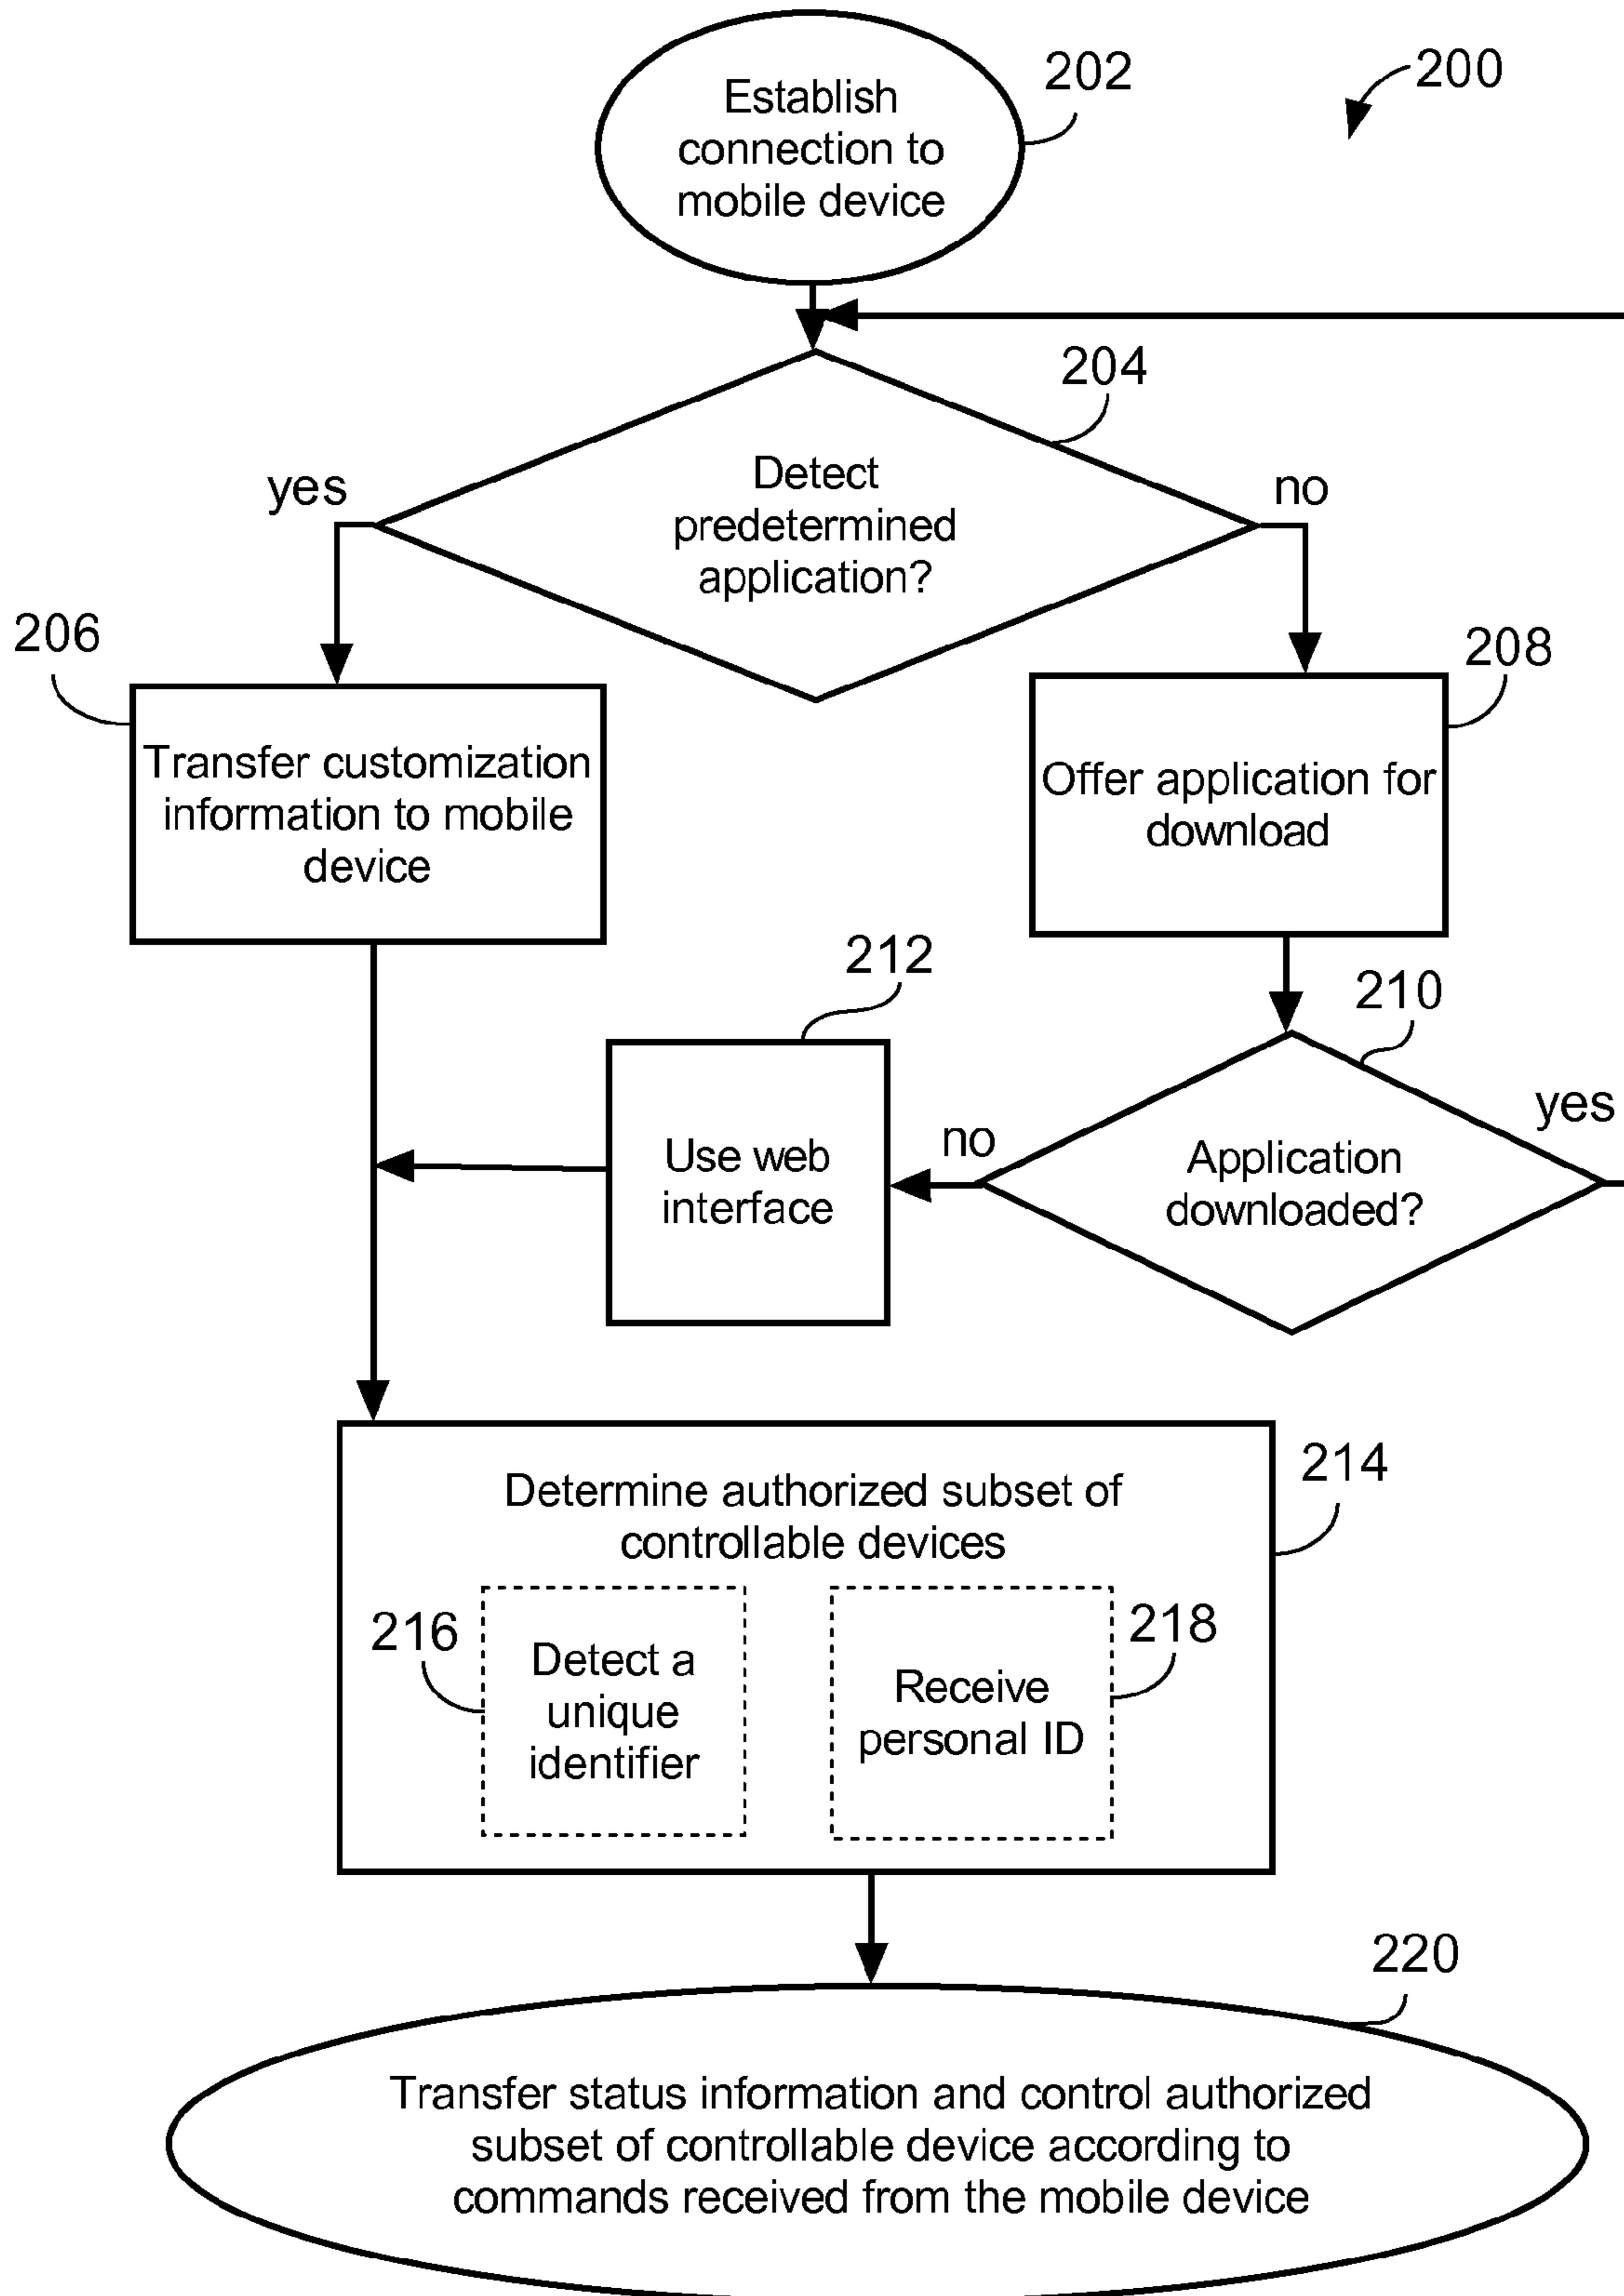 Establish
connection to
mobile device
202
200
204
Detect
predetermined
application?
yes
no
206
208
Transfer customization
information to mobile
device
Offer application for
download
212
210
yes
no
Use web
interface
Application
downloaded?
214
Determine authorized subset of
controllable devices
216
218
Detect a
unique
identifier
Receive
personal ID
220
Transfer status information and control authorized
subset of controllable device according to
commands received from the mobile device